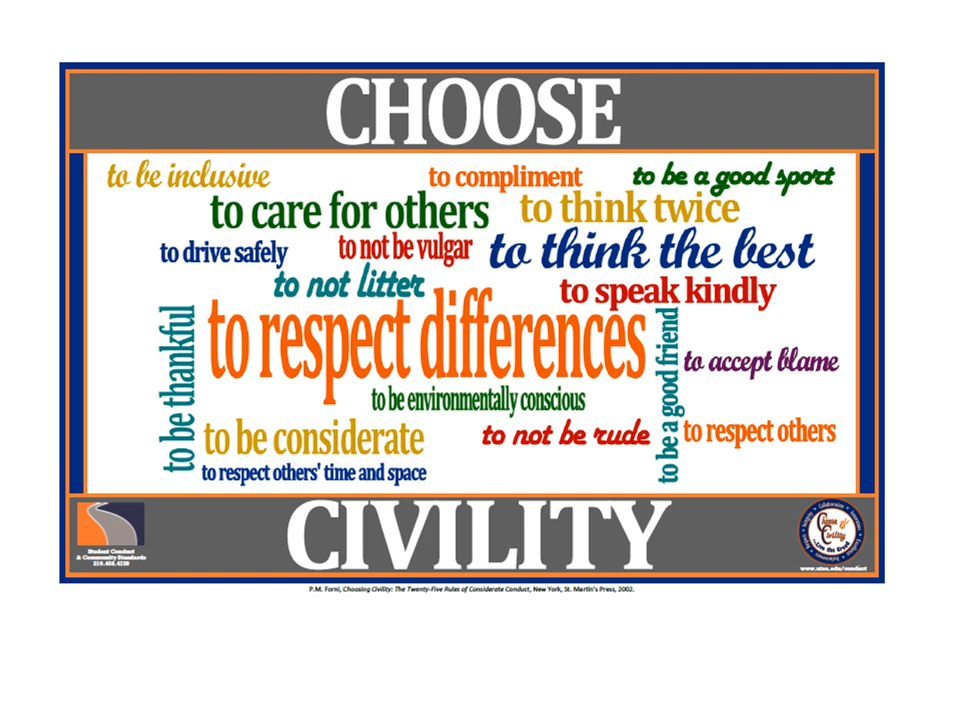 CHOOSE
to be inclusive
to compliment
to be a good sport
to care for others
to think twice
to drive safely
to not be vulgar
to think the best
to not litter
to speak kindly
to be thankful
to respect differences
to be a good friend
to accept blame
to be environmentally conscious
to be considerate
to not be rude
to respect others
to respect others' time and space
CIVILITY
Student Conduct
& Community Standards
Choose
Civility
www.utsa.edu/conduct
P.M. Forni, Choosing Civility: The Twenty-Five Rules of Considerate Conduct, New York, St. Martin's Press, 2002.